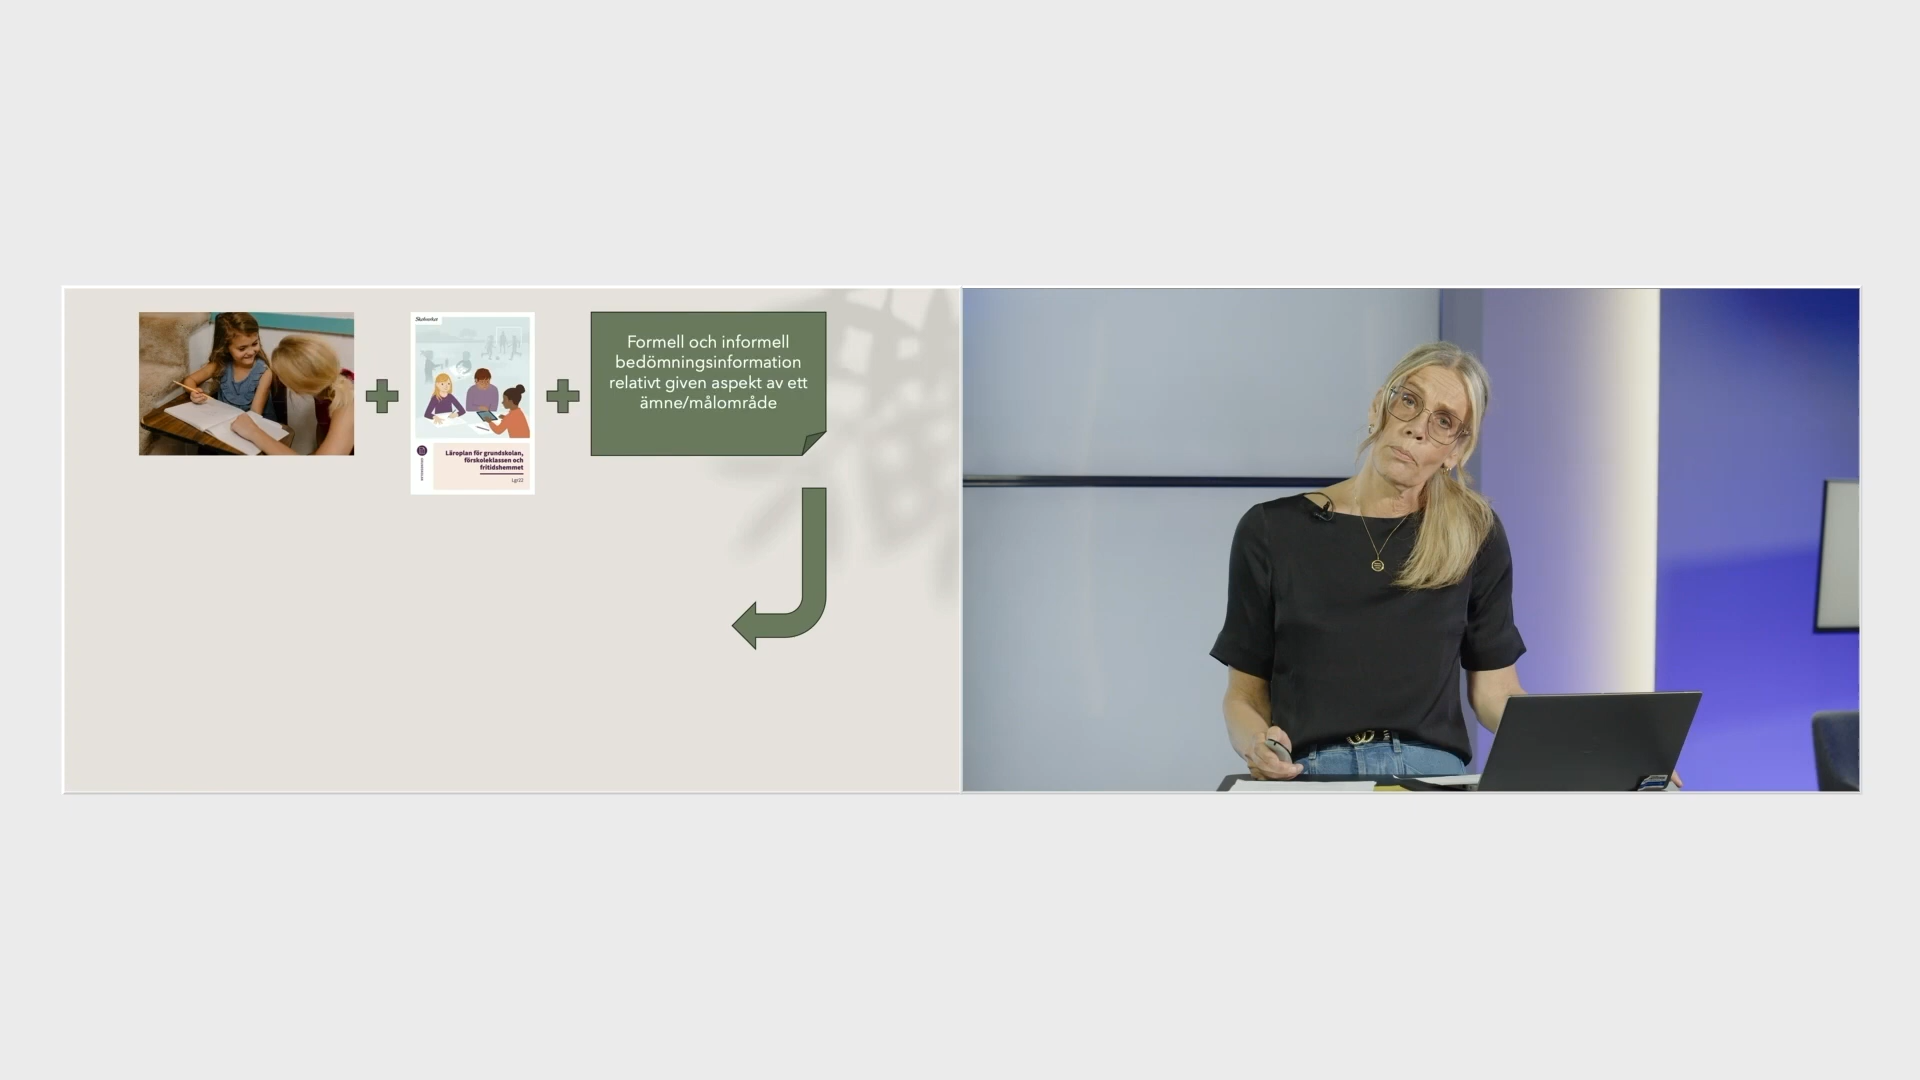 Skolverket
Läroplan för grundskolan,
förskoleklassen och
fritidshemmet
Lgr22
Formell och informell
bedömningsinformation
relativt given aspekt av ett
ämne/målområde